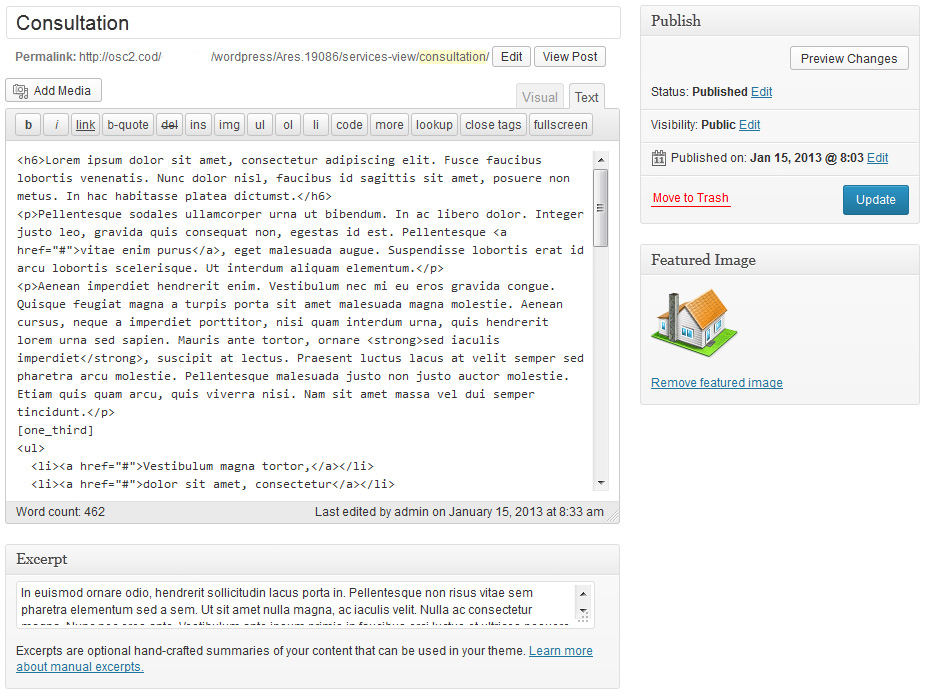 Consultation
Permalink: http://osc2.cod/ /wordpress/Ares.19086/services-view/consultation/ Edit View Post
Add Media
Visual Text
b i link b-quote del ins img ul ol li code more lookup close tags fullscreen
<h6>Lorem ipsum dolor sit amet, consectetur adipiscing elit. Fusce faucibus
lobortis venenatis. Nunc dolor nisl, faucibus id sagittis sit amet, posuere non
metus. In hac habitasse platea dictumst.</h6>
<p>Pellentesque sodales ullamcorper urna ut bibendum. In ac libero dolor. Integer
justo leo, gravida quis consequat non, egestas id est. Pellentesque <a
href="#">vitae enim purus</a>, eget malesuada augue. Suspendisse lobortis erat id
arcu lobortis scelerisque. Ut interdum aliquam elementum.</p>
<p>Aenean imperdiet hendrerit enim. Vestibulum nec mi eu eros gravida congue.
Quisque feugiat magna a turpis porta sit amet malesuada magna molestie. Aenean
cursus, neque a imperdiet porttitor, nisi quam interdum urna, quis hendrerit
lorem urna sed sapien. Mauris ante tortor, ornare <strong>sed iaculis
imperdiet</strong>, suscipit at lectus. Praesent luctus lacus at velit semper sed
pharetra arcu molestie. Pellentesque malesuada justo non justo auctor molestie.
Etiam quis quam arcu, quis viverra nisi. Nam sit amet massa vel dui semper
tincidunt.</p>
[one_third]
<ul>
<li><a href="#">Vestibulum magna tortor,</a></li>
<li><a href="#">dolor sit amet, consectetur</a></li>
Word count: 462 Last edited by admin on January 15, 2013 at 8:33 am
Excerpt
In euismod ornare odio, hendrerit sollicitudin lacus porta in. Pellentesque non risus vitae sem
pharetra elementum sed a sem. Ut sit amet nulla magna, ac iaculis velit. Nulla ac consectetur
Excerpts are optional hand-crafted summaries of your content that can be used in your theme. Learn more
about manual excerpts.
Publish
Preview Changes
Status: Published Edit
Visibility: Public Edit
11 Published on: Jan 15, 2013 @ 8:03 Edit
Move to Trash Update
Featured Image
Remove featured image